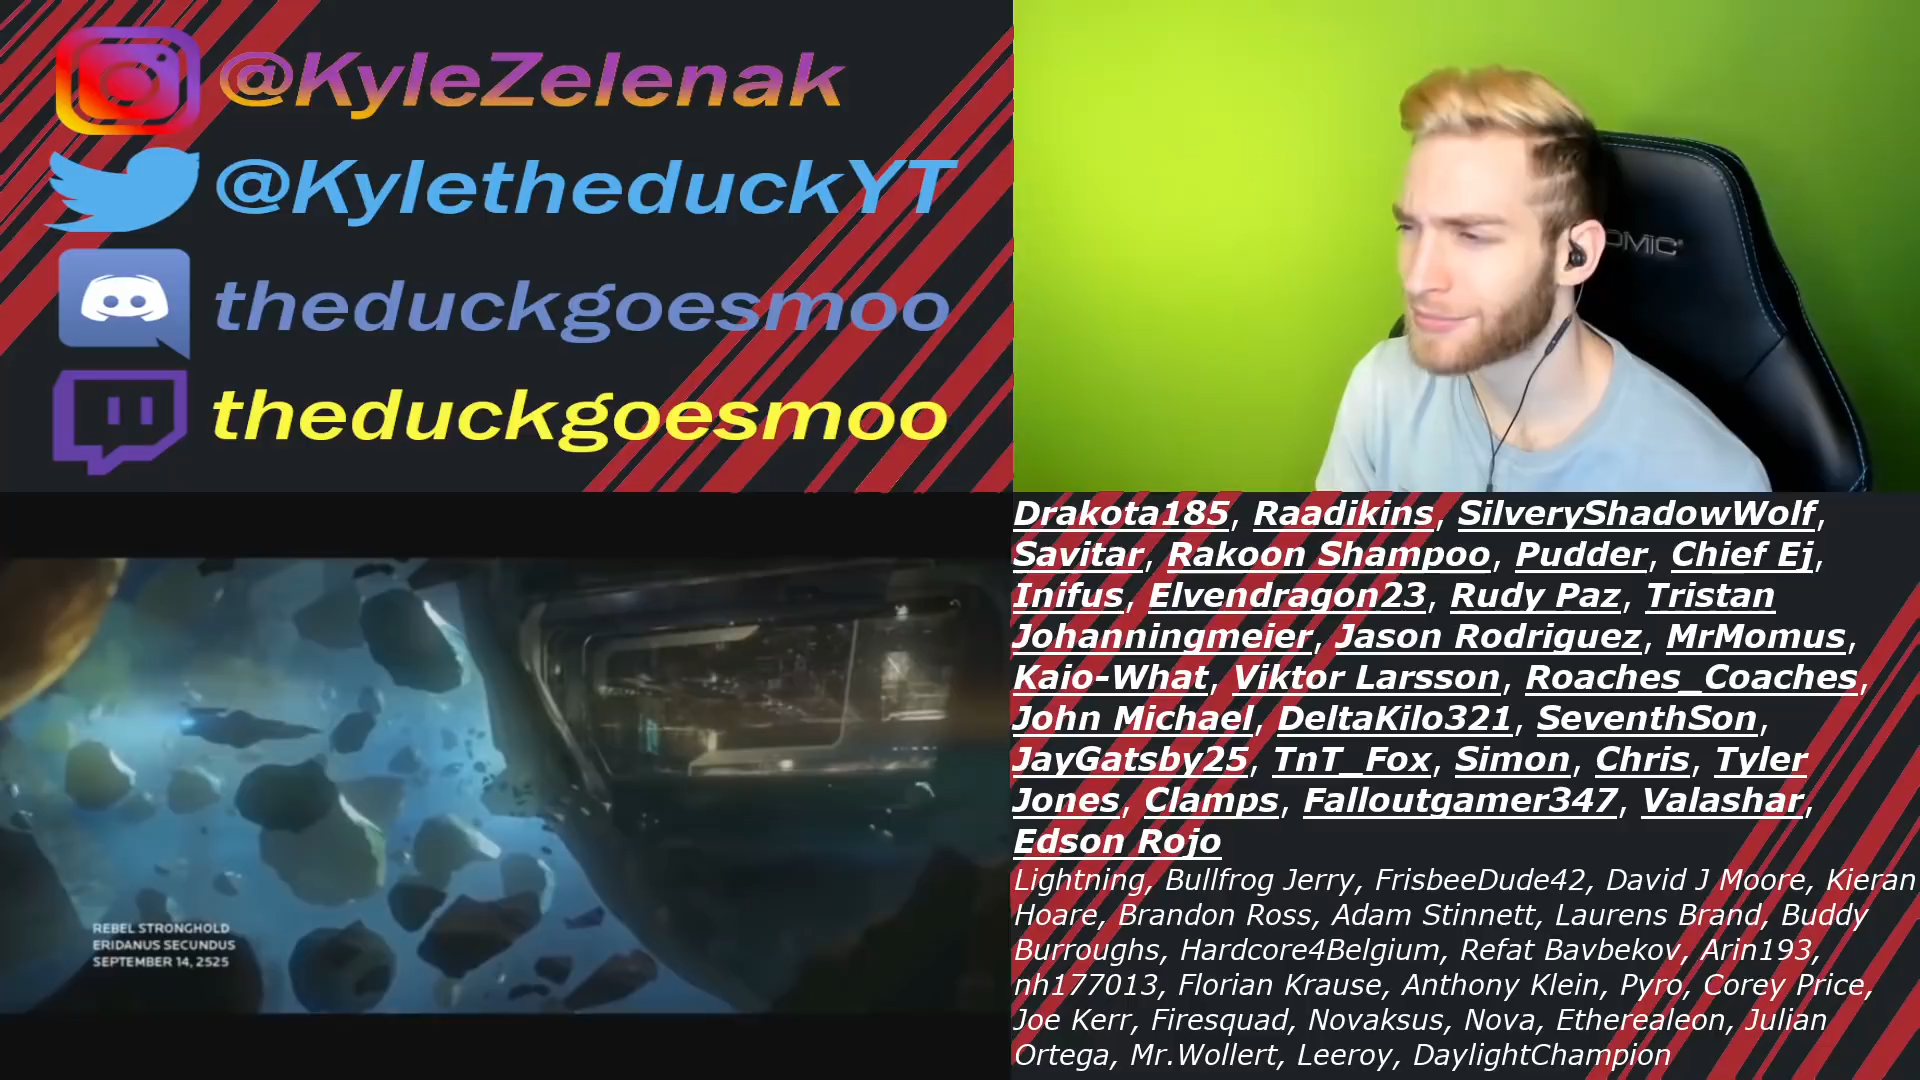 @KyleZelenak
@KyletheduckYT
theduckgoesmoo
theduckgoesmoo
OMIC
Drakota185, Raadikins, SilveryShadowWolf,
Savitar, Rakoon Shampoo, Pudder, Chief Ej,
Inifus, Elvendragon23, Rudy Paz, Tristan
Johanningmeier, Jason Rodriguez, MrMomus,
Kaio-What, Viktor Larsson, Roaches_Coaches,
John Michael, DeltaKilo321, SeventhSon,
JayGatsby25, TnT_Fox, Simon, Chris, Tyler
Jones, Clamps, Falloutgamer347, Valashar,
Edson Rojo
Lightning, Bullfrog Jerry, FrisbeeDude42, David J Moore, Kieran
Hoare, Brandon Ross, Adam Stinnett, Laurens Brand, Buddy
Burroughs, Hardcore4Belgium, Refat Bavbekov, Arin193,
nh177013, Florian Krause, Anthony Klein, Pyro, Corey Price,
Joe Kerr, Firesquad, Novaksus, Nova, Etherealeon, Julian
Ortega, Mr.Wollert, Leeroy, DaylightChampion
REBEL STRONGHOLD
ERIDANUS SECUNDUS
SEPTEMBER 14, 2525